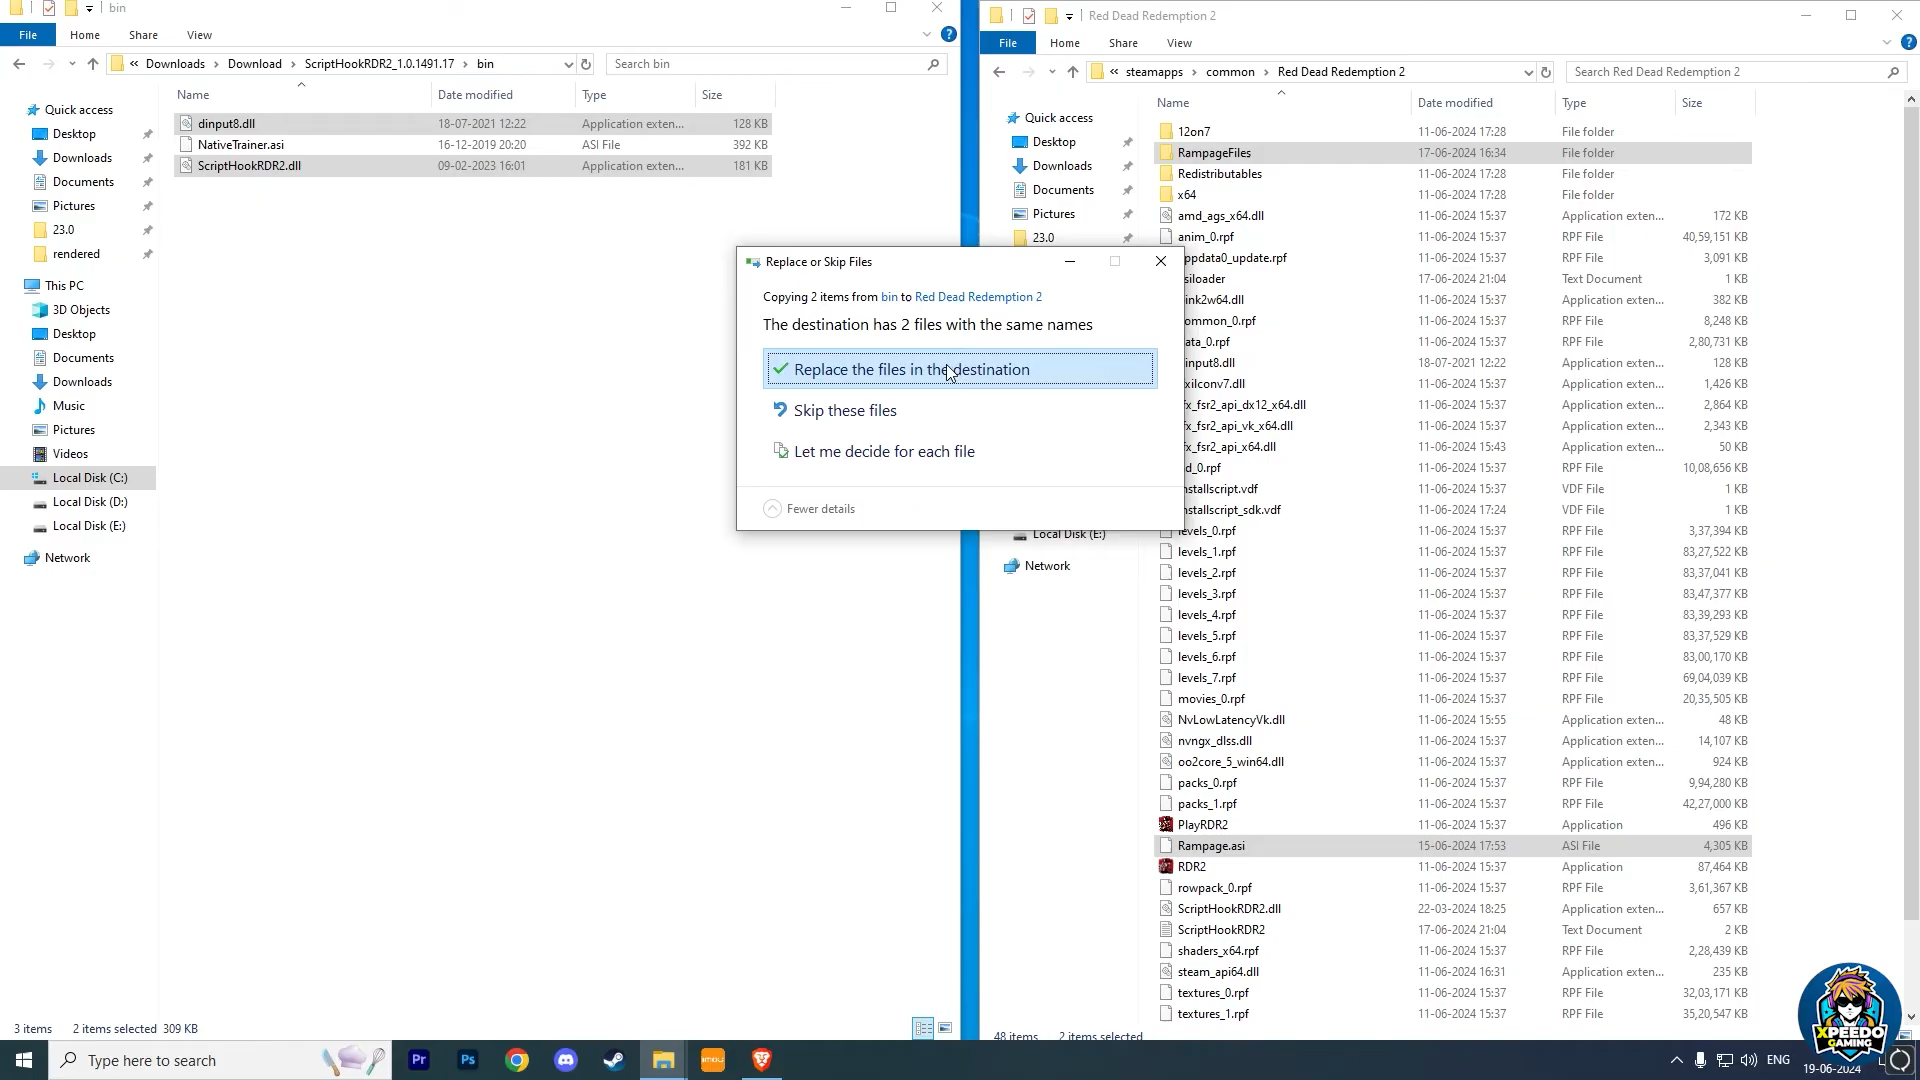 bin
File Home Share View
« Downloads › Download › ScriptHookRDR2_1.0.1491.17 › bin
Search bin
Name Date modified Type Size
Quick access
Desktop
Downloads
Documents
Pictures
23.0
rendered
This PC
3D Objects
Desktop
Documents
Downloads
Music
Pictures
Videos
Local Disk (C:)
Local Disk (D:)
Local Disk (E:)
Network
dinput8.dll 18-07-2021 12:22 Application exten... 128 KB
NativeTrainer.asi 16-12-2019 20:20 ASI File 392 KB
ScriptHookRDR2.dll 09-02-2023 16:01 Application exten... 181 KB
3 items 2 items selected 309 KB
Replace or Skip Files
Copying 2 items from bin to Red Dead Redemption 2
The destination has 2 files with the same names
Replace the files in the destination
Skip these files
Let me decide for each file
Fewer details
Red Dead Redemption 2
File Home Share View
« steamapps › common › Red Dead Redemption 2
Search Red Dead Redemption 2
Name Date modified Type Size
Quick access
Desktop
Downloads
Documents
Pictures
23.0
Local Disk (E:)
Network
12on7 11-06-2024 17:28 File folder
RampageFiles 17-06-2024 16:34 File folder
Redistributables 11-06-2024 17:28 File folder
x64 11-06-2024 17:28 File folder
amd_ags_x64.dll 11-06-2024 15:37 Application exten... 172 KB
anim_0.rpf 11-06-2024 15:37 RPF File 40,59,151 KB
ppdata0_update.rpf 11-06-2024 15:37 RPF File 3,091 KB
siloader 17-06-2024 21:04 Text Document 1 KB
ink2w64.dll 11-06-2024 15:37 Application exten... 382 KB
ommon_0.rpf 11-06-2024 15:37 RPF File 8,248 KB
ata_0.rpf 11-06-2024 15:37 RPF File 2,80,731 KB
input8.dll 18-07-2021 12:22 Application exten... 128 KB
xilconv7.dll 11-06-2024 15:37 Application exten... 1,426 KB
fx_fsr2_api_dx12_x64.dll 11-06-2024 15:37 Application exten... 2,864 KB
fx_fsr2_api_vk_x64.dll 11-06-2024 15:37 Application exten... 2,343 KB
fx_fsr2_api_x64.dll 11-06-2024 15:43 Application exten... 50 KB
d_0.rpf 11-06-2024 15:37 RPF File 10,08,656 KB
nstallscript.vdf 11-06-2024 15:37 VDF File 1 KB
nstallscript_sdk.vdf 11-06-2024 17:24 VDF File 1 KB
levels_0.rpf 11-06-2024 15:37 RPF File 3,37,394 KB
levels_1.rpf 11-06-2024 15:37 RPF File 83,27,522 KB
levels_2.rpf 11-06-2024 15:37 RPF File 83,37,041 KB
levels_3.rpf 11-06-2024 15:37 RPF File 83,47,377 KB
levels_4.rpf 11-06-2024 15:37 RPF File 83,39,293 KB
levels_5.rpf 11-06-2024 15:37 RPF File 83,37,529 KB
levels_6.rpf 11-06-2024 15:37 RPF File 83,00,170 KB
levels_7.rpf 11-06-2024 15:37 RPF File 69,04,039 KB
movies_0.rpf 11-06-2024 15:37 RPF File 20,35,505 KB
NvLowLatencyVk.dll 11-06-2024 15:55 Application exten... 48 KB
nvngx_dlss.dll 11-06-2024 15:37 Application exten... 14,107 KB
oo2core_5_win64.dll 11-06-2024 15:37 Application exten... 924 KB
packs_0.rpf 11-06-2024 15:37 RPF File 9,94,280 KB
packs_1.rpf 11-06-2024 15:37 RPF File 42,27,000 KB
PlayRDR2 11-06-2024 15:37 Application 496 KB
Rampage.asi 15-06-2024 17:53 ASI File 4,305 KB
RDR2 11-06-2024 15:37 Application 87,464 KB
rowpack_0.rpf 11-06-2024 15:37 RPF File 3,61,367 KB
ScriptHookRDR2.dll 22-03-2024 18:25 Application exten... 657 KB
ScriptHookRDR2 17-06-2024 21:04 Text Document 2 KB
shaders_x64.rpf 11-06-2024 15:37 RPF File 2,28,439 KB
steam_api64.dll 11-06-2024 16:31 Application exten... 235 KB
textures_0.rpf 11-06-2024 15:37 RPF File 32,03,171 KB
textures_1.rpf 11-06-2024 15:37 RPF File 35,20,547 KB
48 items 2 items selected
XPEEDO
GAMING
Type here to search
Pr
Ps
ENG
19-06-2024